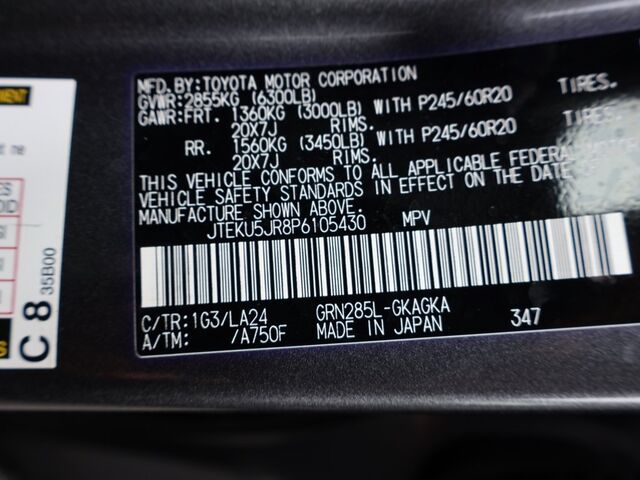 MFD. BY: TOYOTA MOTOR CORPORATION
GVWR: 2855KG (6300LB)
GAWR: FRT. 1360KG (3000LB) WITH P245/60R20 TIRES.
20X7J RIMS.
RR. 1560KG (3450LB) WITH P245/60R20 TIRES.
20X7J RIMS.
THIS VEHICLE CONFORMS TO ALL APPLICABLE FEDERAL
VEHICLE SAFETY STANDARDS IN EFFECT ON THE DATE
MANUFACTURE SHOWN ABOVE.
JTEKU5JR8P6105430 MPV
C/TR: 1G3/LA24 GRN285L-GKAGKA
A/TM: /A750F MADE IN JAPAN 347
C 8
35B00